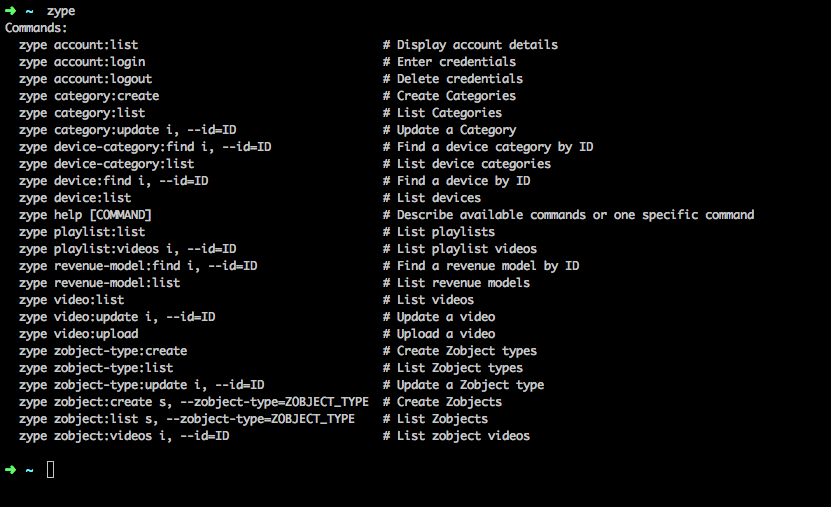 ➜ ~ zype
Commands:
zype account:list # Display account details
zype account:login # Enter credentials
zype account:logout # Delete credentials
zype category:create # Create Categories
zype category:list # List Categories
zype category:update i, --id=ID # Update a Category
zype device-category:find i, --id=ID # Find a device category by ID
zype device-category:list # List device categories
zype device:find i, --id=ID # Find a device by ID
zype device:list # List devices
zype help [COMMAND] # Describe available commands or one specific command
zype playlist:list # List playlists
zype playlist:videos i, --id=ID # List playlist videos
zype revenue-model:find i, --id=ID # Find a revenue model by ID
zype revenue-model:list # List revenue models
zype video:list # List videos
zype video:update i, --id=ID # Update a video
zype video:upload # Upload a video
zype zobject-type:create # Create Zobject types
zype zobject-type:list # List Zobject types
zype zobject-type:update i, --id=ID # Update a Zobject type
zype zobject:create s, --zobject-type=ZOBJECT_TYPE # Create Zobjects
zype zobject:list s, --zobject-type=ZOBJECT_TYPE # List Zobjects
zype zobject:videos i, --id=ID # List zobject videos
➜ ~